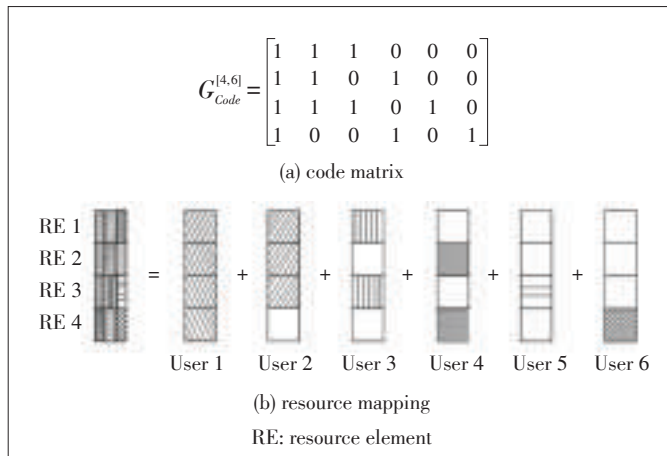 G[4,6]Code = [1 1 1 0 0 0
1 1 0 1 0 0
1 1 1 0 1 0
1 0 0 1 0 1]
(a) code matrix
RE 1
RE 2
RE 3
RE 4
= + + + + +
User 1 User 2 User 3 User 4 User 5 User 6
(b) resource mapping
RE: resource element